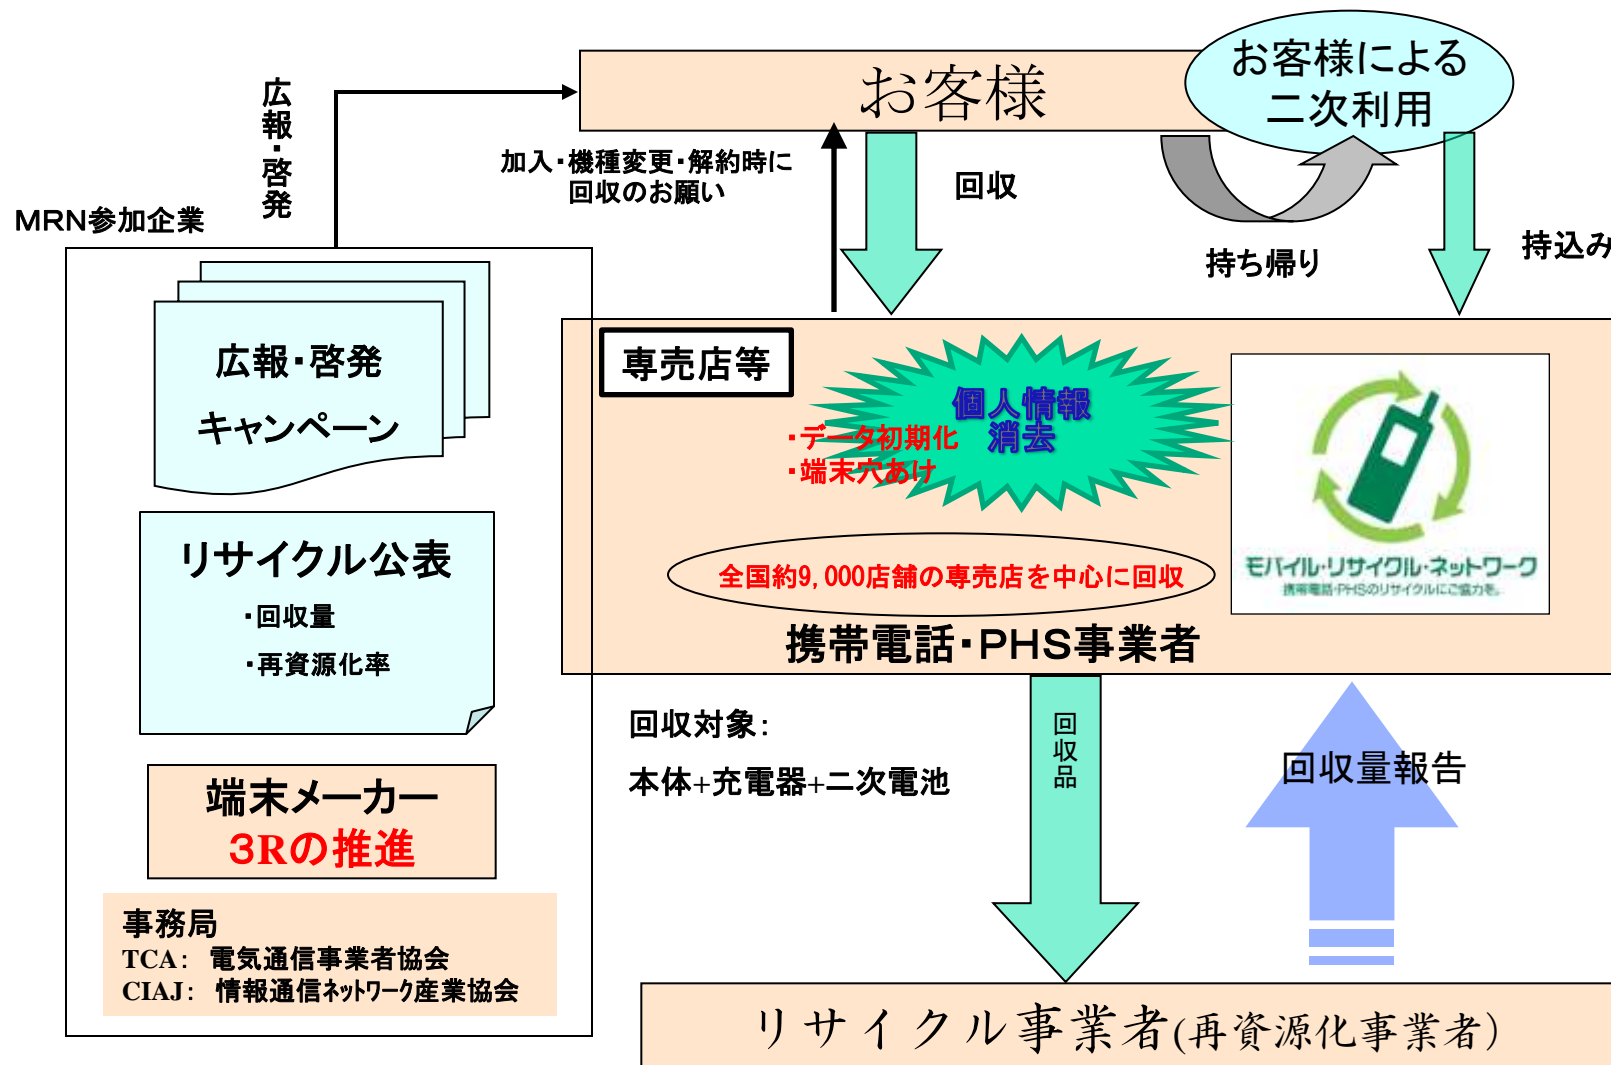 お客様
お客様による
二次利用
広報・啓発
加入・機種変更・解約時に
回収のお願い
回収
持ち帰り
持込み
MRN参加企業
広報・啓発
キャンペーン
リサイクル公表
・回収量
・再資源化率
端末メーカー
3Rの推進
事務局
TCA： 電気通信事業者協会
CIAJ： 情報通信ネットワーク産業協会
専売店等
個人情報
消去
・データ初期化
・端末穴あけ
全国約9,000店舗の専売店を中心に回収
携帯電話・PHS事業者
モバイル・リサイクル・ネットワーク
携帯電話・PHSのリサイクルにご協力を。
回収対象：
本体+充電器+二次電池
回収品
回収量報告
リサイクル事業者(再資源化事業者）